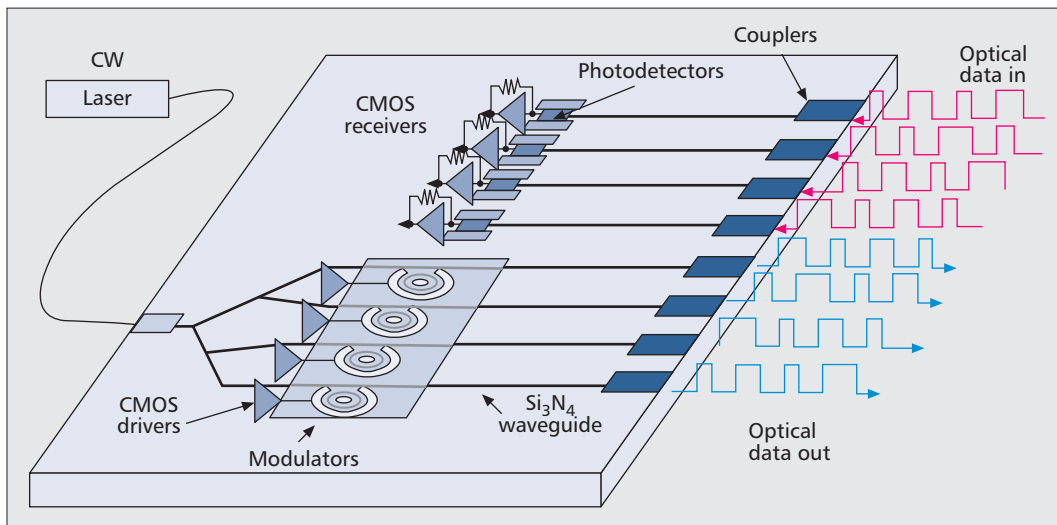 CW
Laser
CMOS
receivers
Photodetectors
Couplers
Optical
data in
CMOS
drivers
Modulators
Si₃N₄
waveguide
Optical
data out